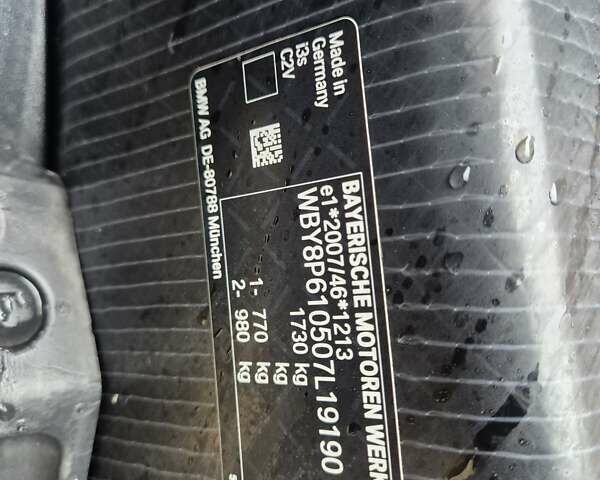 Made in
Germany
i3s
C2V
BMW AG DE-80788 München
BAYERISCHE MOTOREN WERK
e1*2007/46*1213
WBY8P610507L19190
1730 kg
kg
1- 770 kg
2- 980 kg